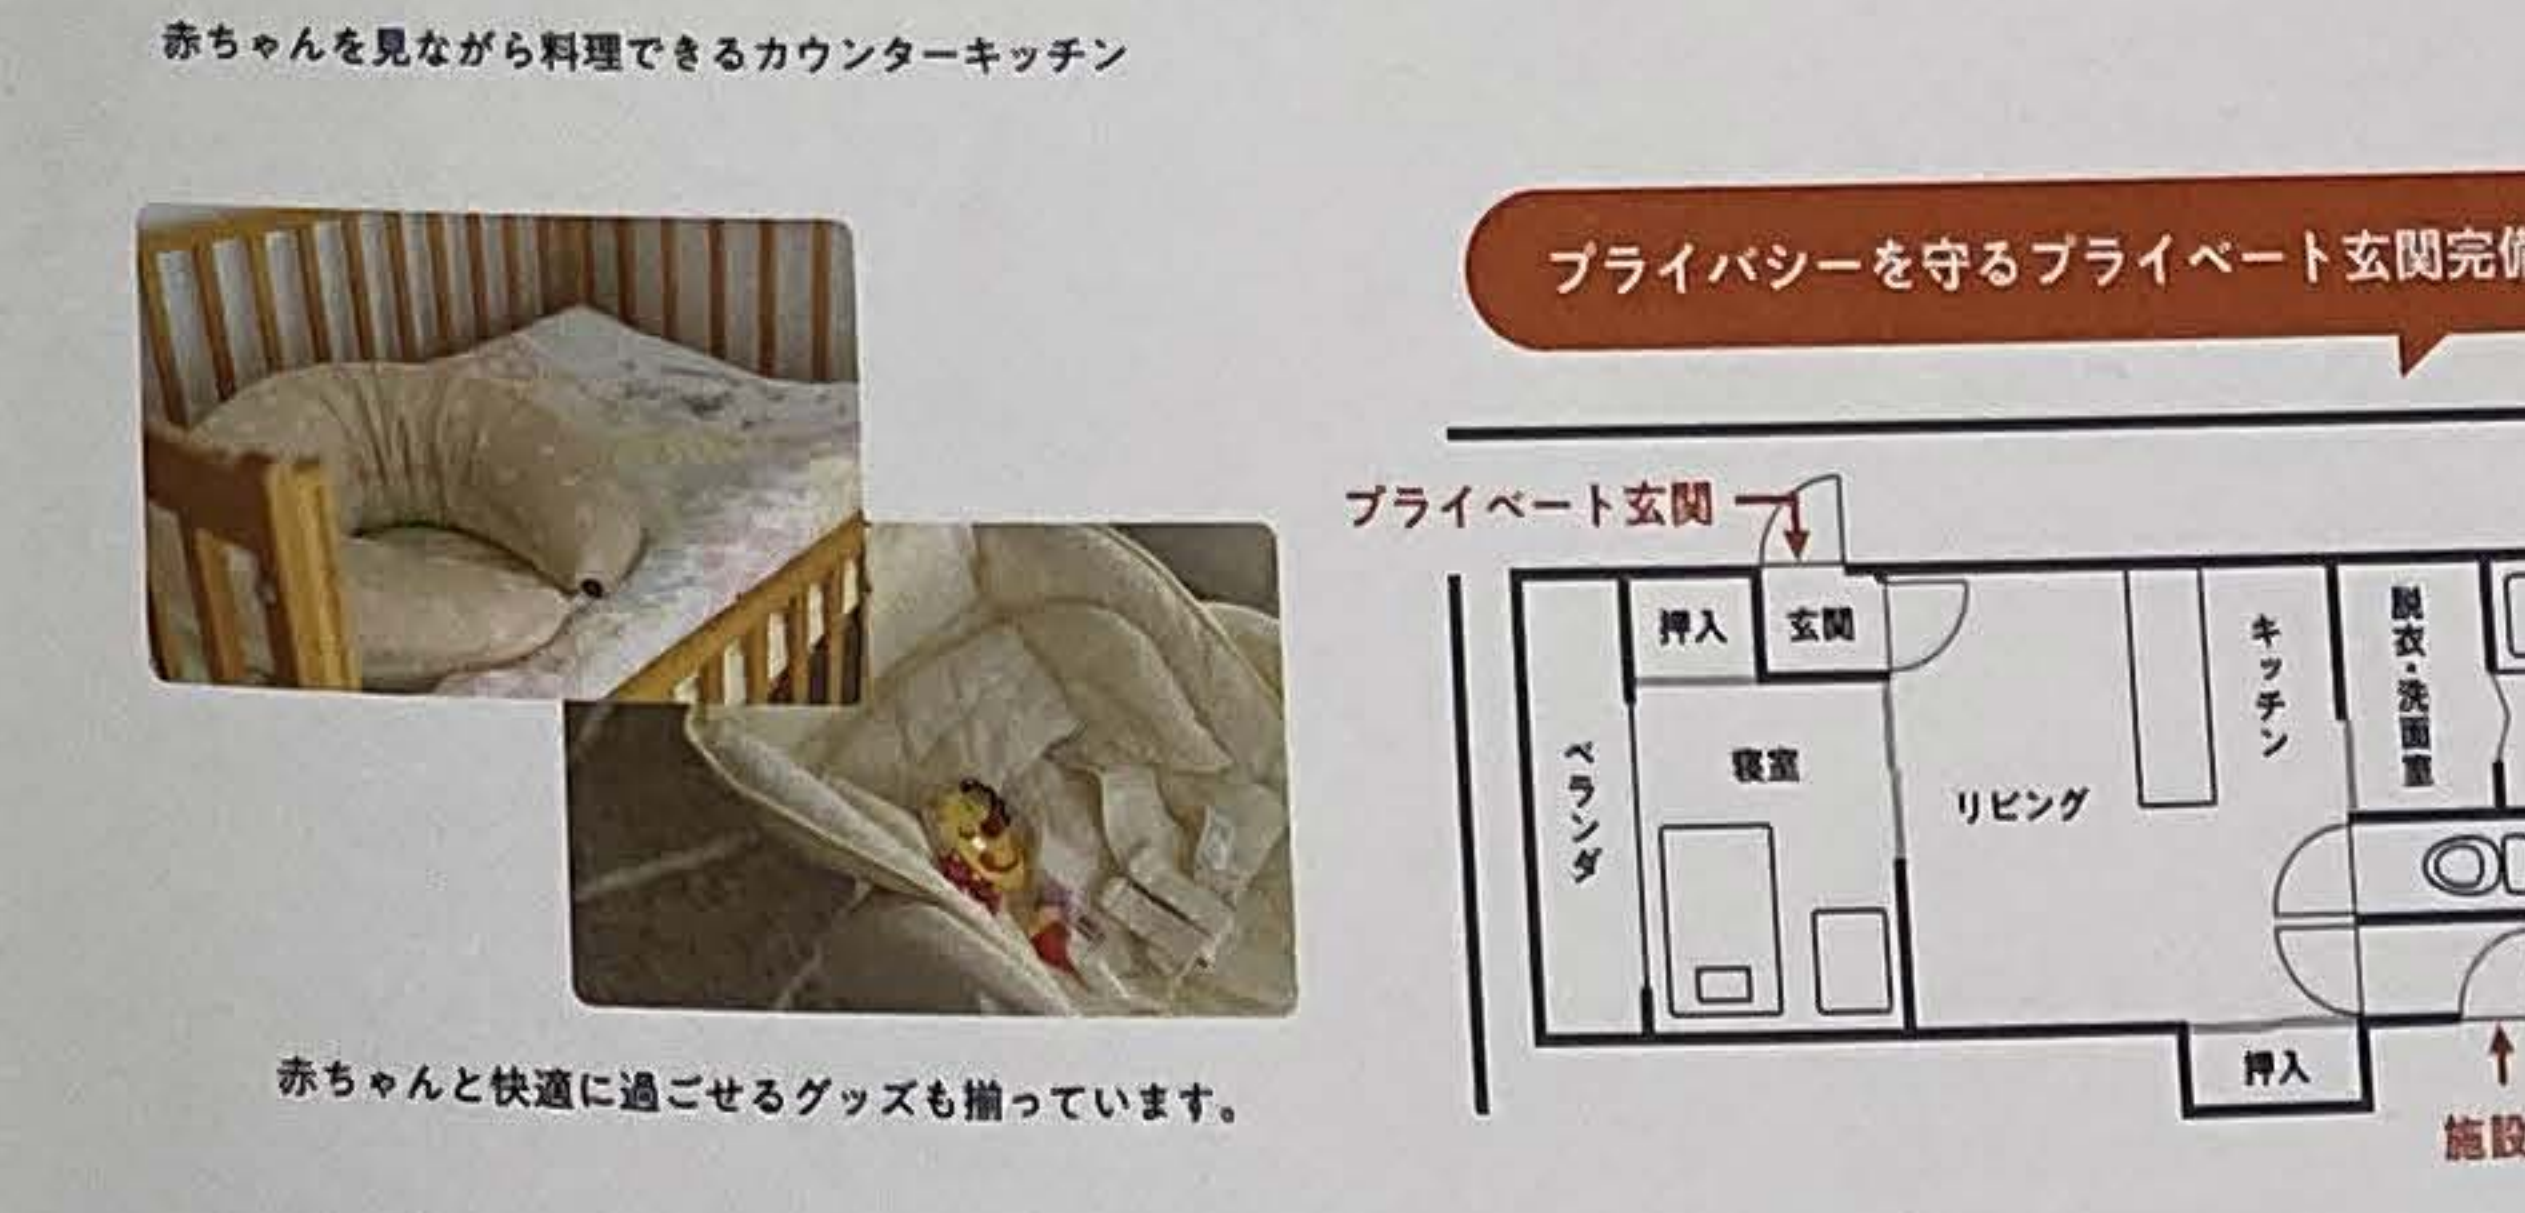 赤ちゃんを見ながら料理できるカウンターキッチン
赤ちゃんと快適に過ごせるグッズも揃っています。
プライバシーを守るプライベート玄関完備
プライベート玄関
押入
玄関
キッチン
脱衣・洗面室
ベランダ
寝室
リビング
押入
施設